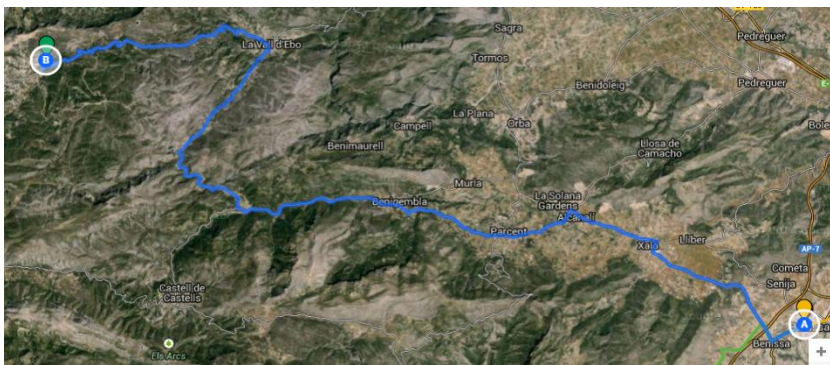 Sagra
Pedreguer
La Vall d'Ebo
B
Tormos
Benidoleig
Pedreguer
La Plana
Orba
Campell
Benimaurell
Llosa de
Camacho
Murla
La Solana
Gardens
Benigembla
Alcanalí
Parcent
Xaló
Llíber
AP-7
Cometa
Castell de
Castells
Senija
A
Benissa
Els Arcs
+